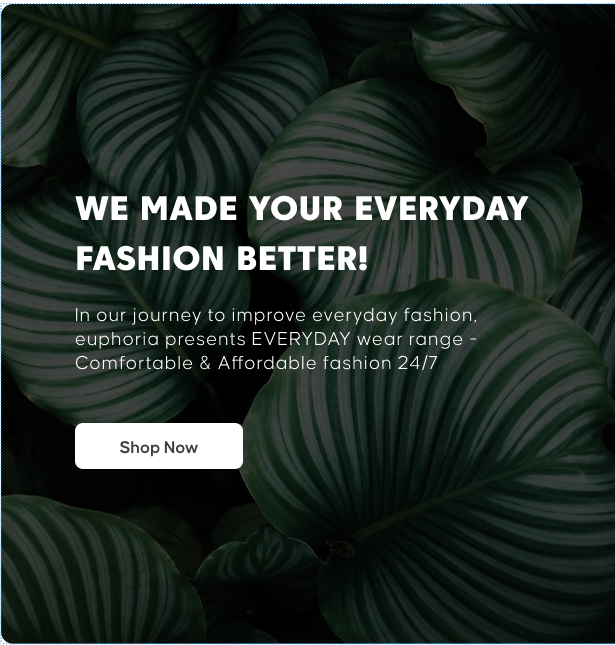 WE MADE YOUR EVERYDAY
FASHION BETTER!
In our journey to improve everyday fashion,
euphoria presents EVERYDAY wear range -
Comfortable & Affordable fashion 24/7
Shop Now